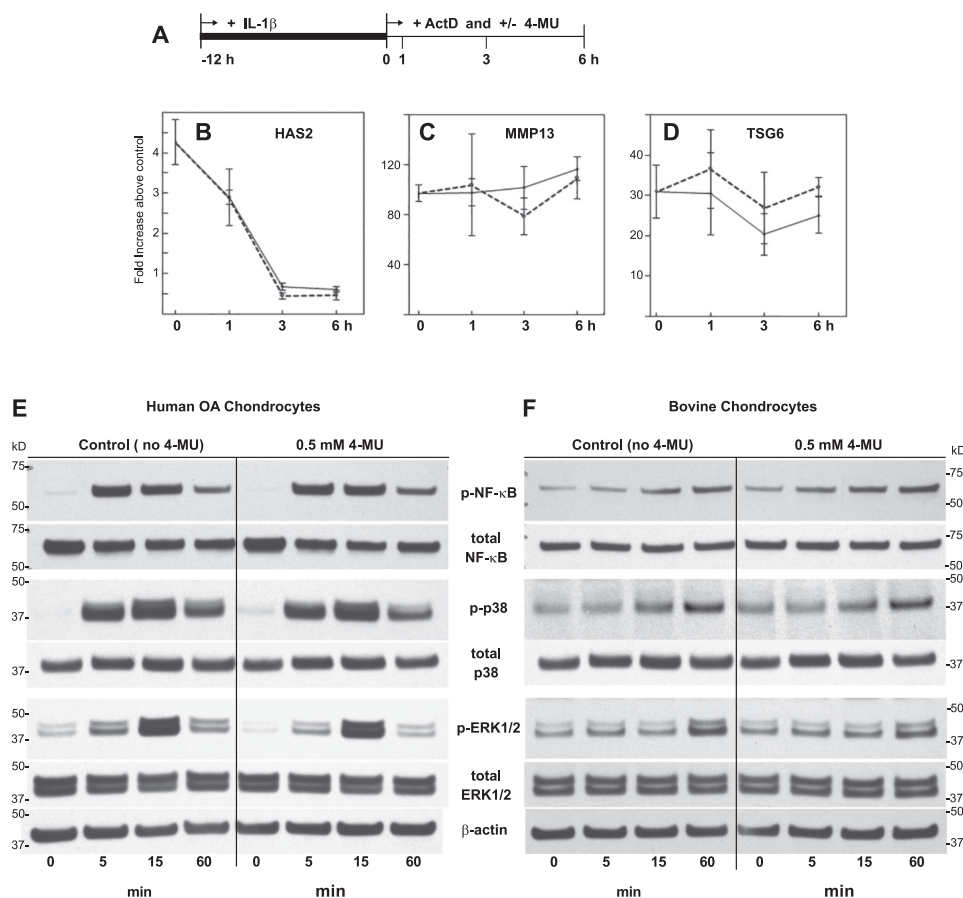 A
+ IL-1β
+ ActD and +/- 4-MU
-12 h
0
1
3
6 h
B
HAS2
C
MMP13
D
TSG6
Fold Increase above control
4
3
2
1
120
80
40
40
30
20
10
0
0 1 3 6 h
0 1 3 6 h
0 1 3 6 h
E
Human OA Chondrocytes
F
Bovine Chondrocytes
kD
Control ( no 4-MU)
0.5 mM 4-MU
Control (no 4-MU)
0.5 mM 4-MU
kD
75-
50-
p-NF-κB
-75
-50
75-
50-
total
NF-κB
-75
-50
50-
37-
p-p38
-50
-37
37-
total
p38
-37
50-
37-
p-ERK1/2
-50
-37
50-
37-
total
ERK1/2
-50
-37
50-
37-
β-actin
-50
-37
0 5 15 60 0 5 15 60
0 5 15 60 0 5 15 60
min
min
min
min